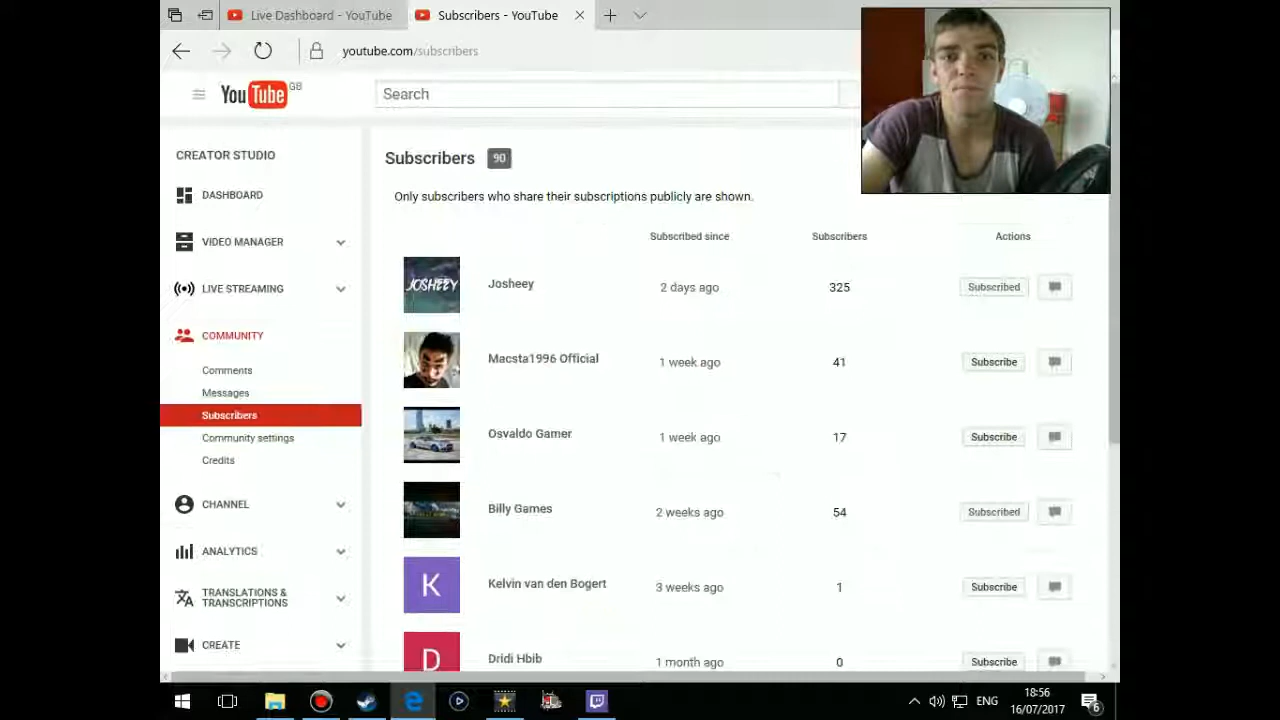 Live Dashboard - YouTube
Subscribers - YouTube
youtube.com/subscribers
YouTube GB
Search
CREATOR STUDIO
DASHBOARD
VIDEO MANAGER
LIVE STREAMING
COMMUNITY
Comments
Messages
Subscribers
Community settings
Credits
CHANNEL
ANALYTICS
TRANSLATIONS &
TRANSCRIPTIONS
CREATE
Subscribers 90
Only subscribers who share their subscriptions publicly are shown.
Subscribed since Subscribers Actions
JOSHEEY Josheey 2 days ago 325 Subscribed
Macsta1996 Official 1 week ago 41 Subscribe
Osvaldo Gamer 1 week ago 17 Subscribe
Billy Games 2 weeks ago 54 Subscribed
K Kelvin van den Bogert 3 weeks ago 1 Subscribe
D Dridi Hbib 1 month ago 0 Subscribe
ENG
18:56
16/07/2017
6